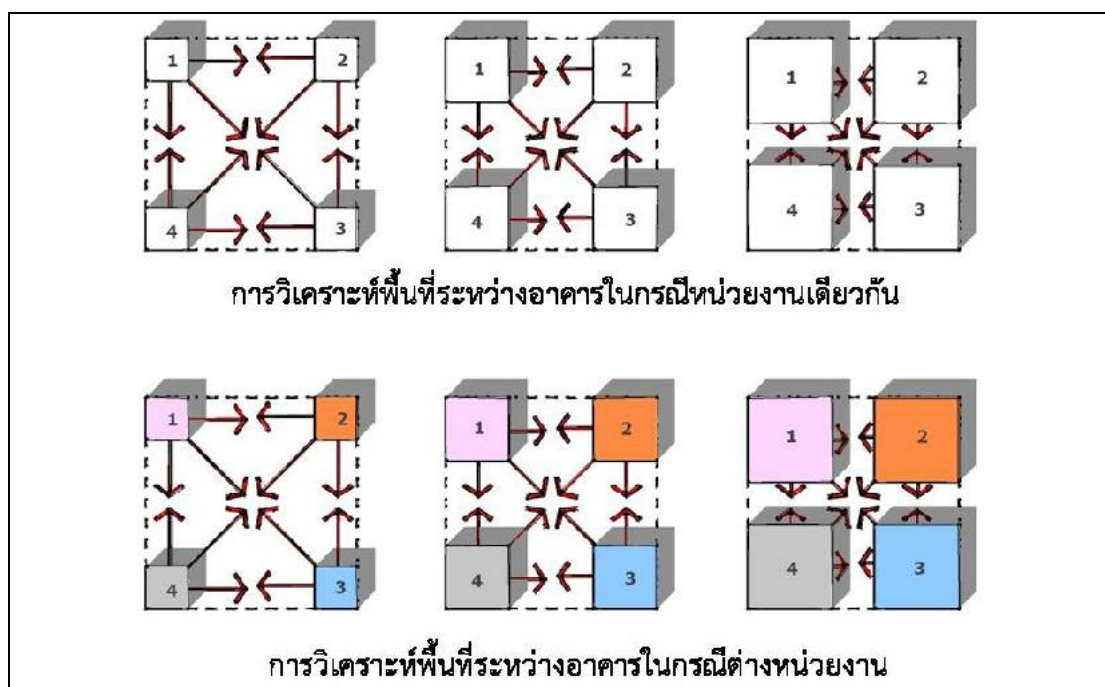 1 2 1 2 1 2
4 3 4 3 4 3
การวิเคราะห์พื้นที่ระหว่างอาคารในกรณีหน่วยงานเดียวกัน
1 2 1 2 1 2
4 3 4 3 4 3
การวิเคราะห์พื้นที่ระหว่างอาคารในกรณีต่างหน่วยงาน